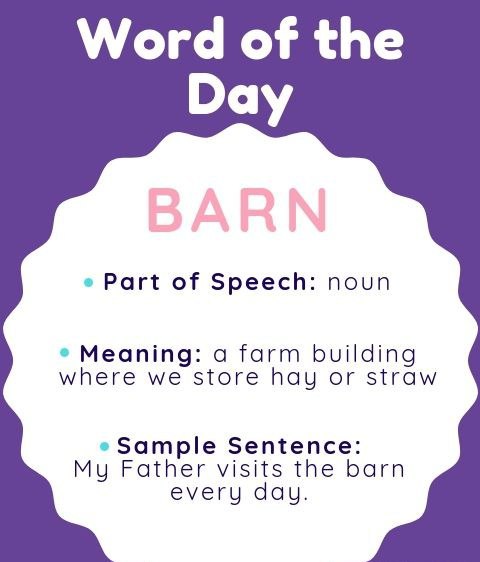 Word of the
Day
BARN
• Part of Speech: noun
• Meaning: a farm building
where we store hay or straw
• Sample Sentence:
My Father visits the barn
every day.